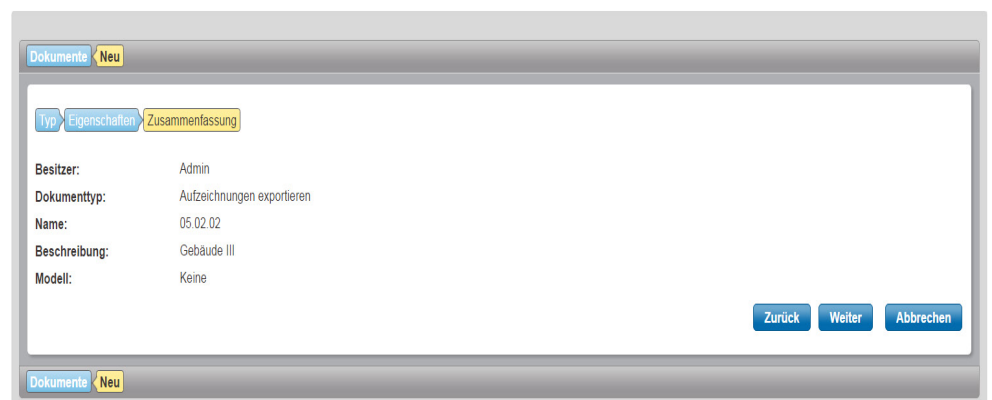 Dokumente Neu
Typ Eigenschaften Zusammenfassung
Besitzer: Admin
Dokumenttyp: Aufzeichnungen exportieren
Name: 05.02.02
Beschreibung: Gebäude III
Modell: Keine
Zurück Weiter Abbrechen
Dokumente Neu